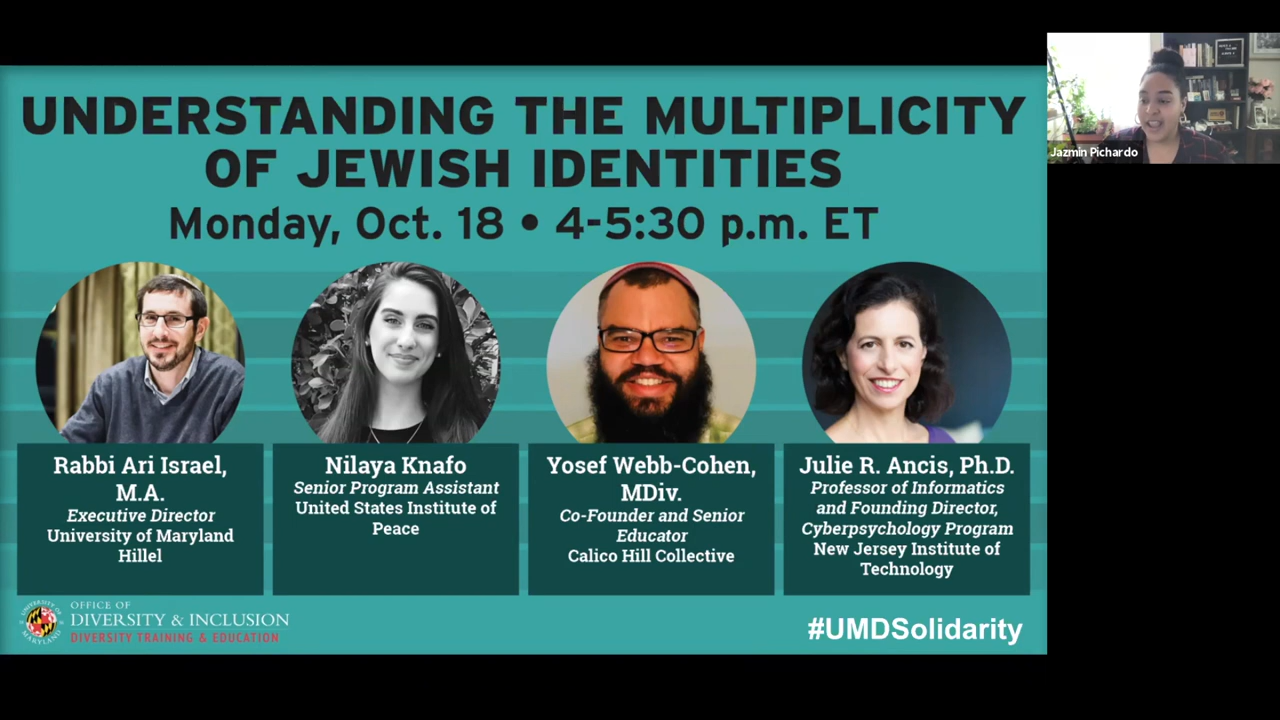 UNDERSTANDING THE MULTIPLICITY
OF JEWISH IDENTITIES
Monday, Oct. 18 • 4-5:30 p.m. ET
Jazmin Pichardo
Rabbi Ari Israel,
M.A.
Executive Director
University of Maryland
Hillel
Nilaya Knafo
Senior Program Assistant
United States Institute of
Peace
Yosef Webb-Cohen,
MDiv.
Co-Founder and Senior
Educator
Calico Hill Collective
Julie R. Ancis, Ph.D.
Professor of Informatics
and Founding Director,
Cyberpsychology Program
New Jersey Institute of
Technology
UNIVERSITY OF
MARYLAND
OFFICE OF
DIVERSITY & INCLUSION
DIVERSITY TRAINING & EDUCATION
#UMDSolidarity